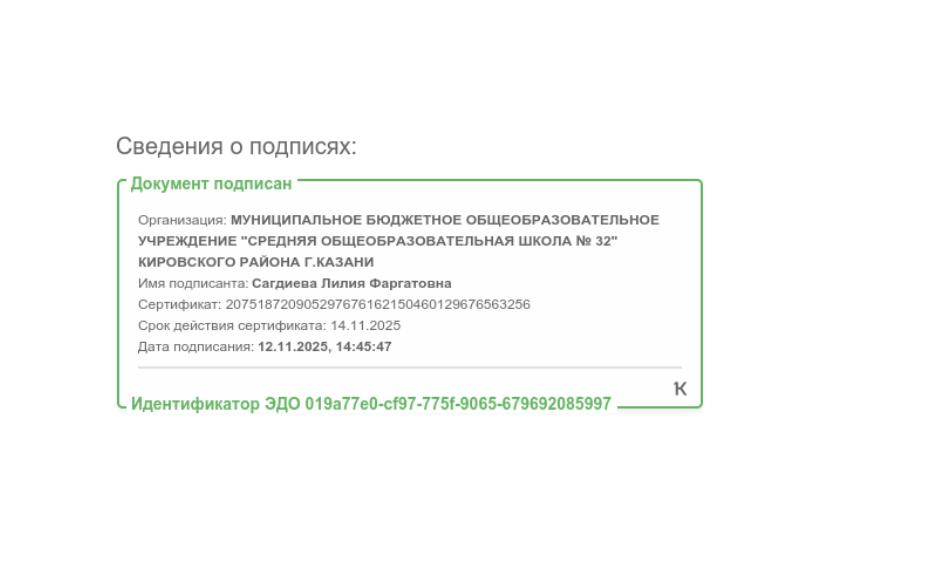 Сведения о подписях:
Документ подписан
Организация: МУНИЦИПАЛЬНОЕ БЮДЖЕТНОЕ ОБЩЕОБРАЗОВАТЕЛЬНОЕ
УЧРЕЖДЕНИЕ "СРЕДНЯЯ ОБЩЕОБРАЗОВАТЕЛЬНАЯ ШКОЛА № 32"
КИРОВСКОГО РАЙОНА Г.КАЗАНИ
Имя подписанта: Сагдиева Лилия Фаргатовна
Сертификат: 207518720905297676162150460129676563256
Срок действия сертификата: 14.11.2025
Дата подписания: 12.11.2025, 14:45:47
К
Идентификатор ЭДО 019a77e0-cf97-775f-9065-679692085997